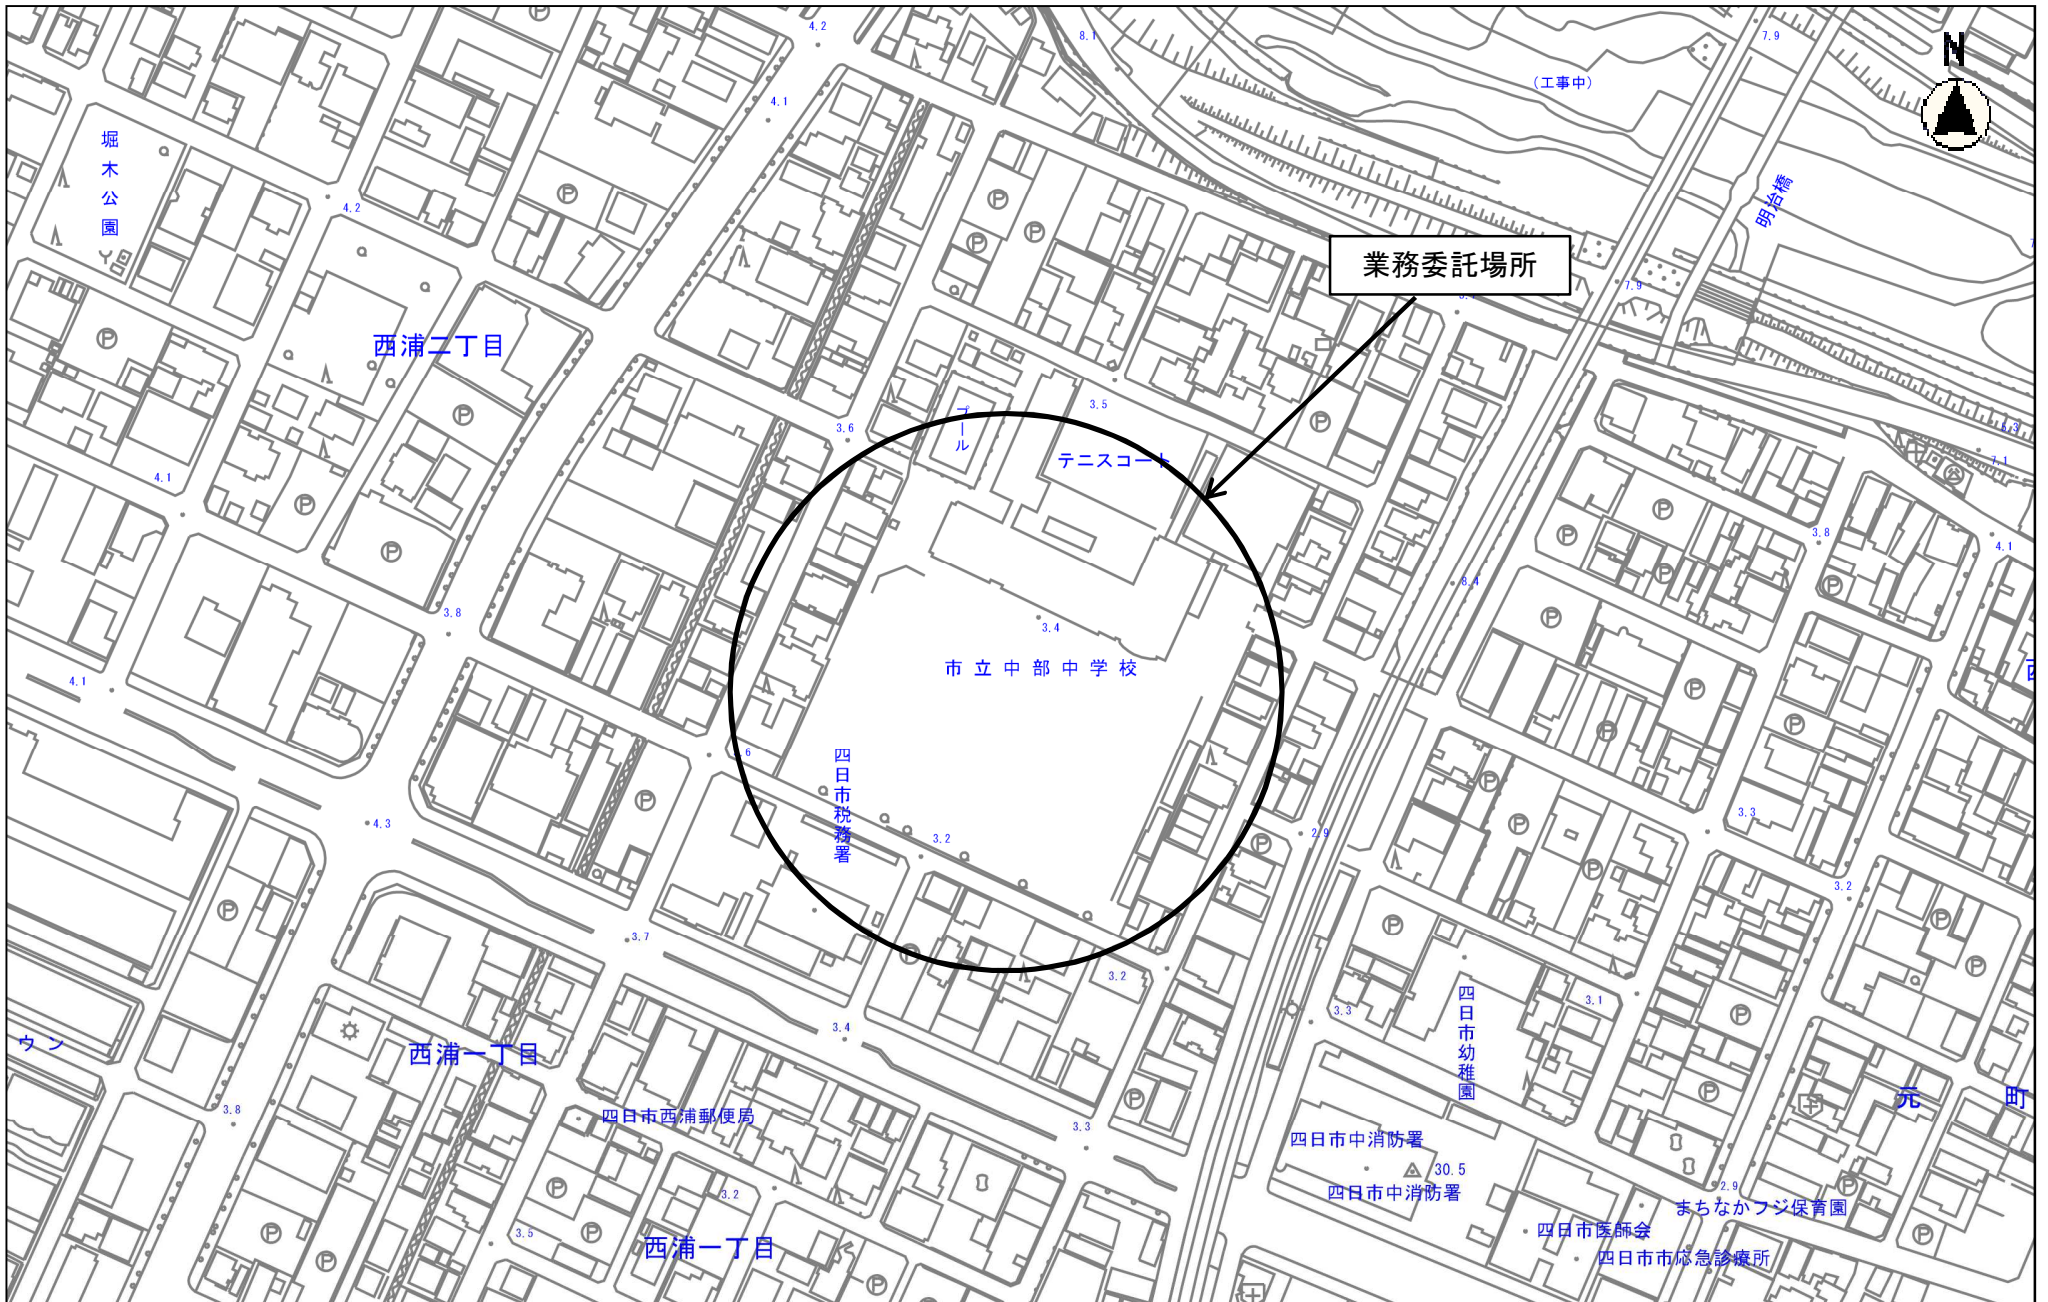 4.2
8.1
7.9
N
(工事中)
4.1
堀木公園
4.2
明治橋
業務委託場所
7.9
西浦二丁目
3.5
プール
3.6
テニスコート
5.3
7.1
4.1
3.8
4.1
8.4
3.8
3.4
市立中部中学校
4.1
四日市税務署
6
4.3
3.2
2.9
3.3
3.2
3.7
3.2
3.1
四日市幼稚園
3.3
3.4
ウン
西浦一丁目
元町
3.8
四日市西浦郵便局
3.3
四日市中消防署
30.5
四日市中消防署
3.2
2.9
まちなかフジ保育園
3.5
西浦一丁目
四日市医師会
四日市市応急診療所